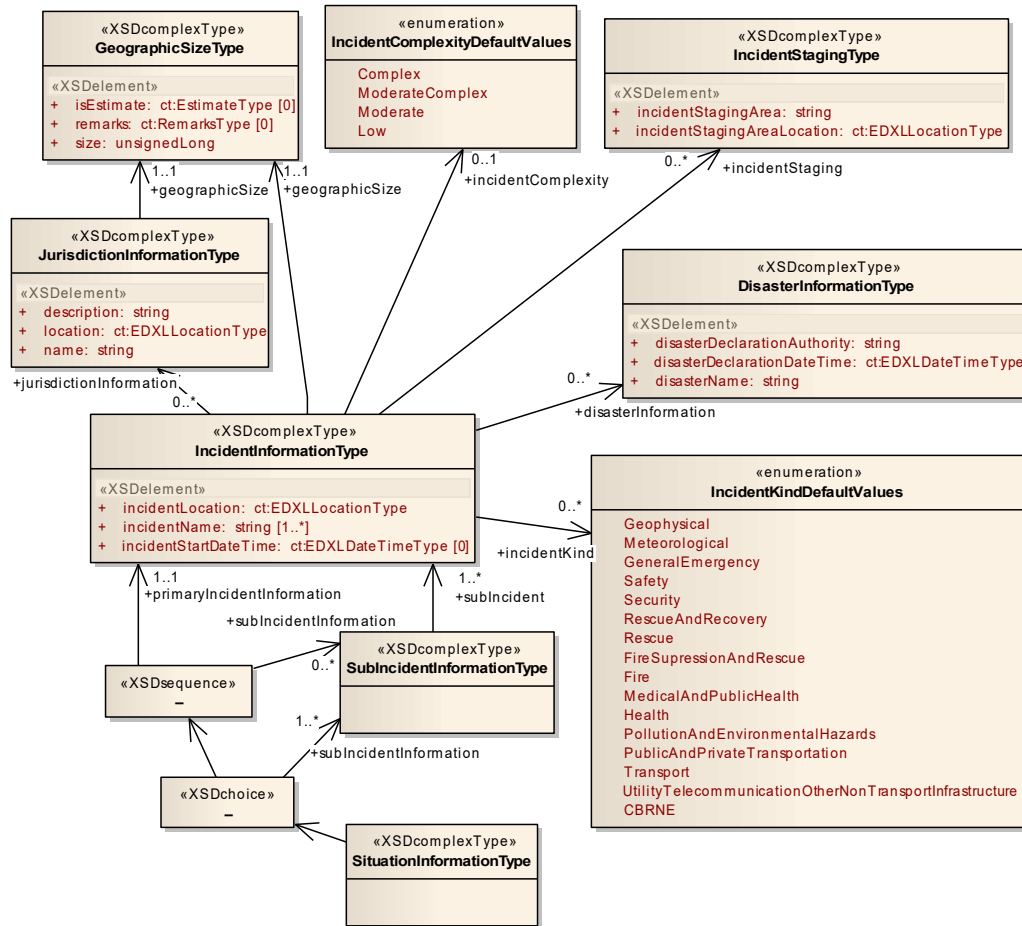 «XSDcomplexType»
GeographicSizeType
«XSDelement»
+ isEstimate: ct:EstimateType [0]
+ remarks: ct:RemarksType [0]
+ size: unsignedLong
«enumeration»
IncidentComplexityDefaultValues
Complex
ModerateComplex
Moderate
Low
«XSDcomplexType»
IncidentStagingType
«XSDelement»
+ incidentStagingArea: string
+ incidentStagingAreaLocation: ct:EDXLLocationType
1..1
+geographicSize
1..1
+geographicSize
0..1
+incidentComplexity
0..*
+incidentStaging
«XSDcomplexType»
JurisdictionInformationType
«XSDelement»
+ description: string
+ location: ct:EDXLLocationType
+ name: string
«XSDcomplexType»
DisasterInformationType
«XSDelement»
+ disasterDeclarationAuthority: string
+ disasterDeclarationDateTime: ct:EDXLDateTimeType
+ disasterName: string
+jurisdictionInformation
0..*
0..*
+disasterInformation
«XSDcomplexType»
IncidentInformationType
«XSDelement»
+ incidentLocation: ct:EDXLLocationType
+ incidentName: string [1..*]
+ incidentStartDateTime: ct:EDXLDateTimeType [0]
0..*
+incidentKind
«enumeration»
IncidentKindDefaultValues
Geophysical
Meteorological
GeneralEmergency
Safety
Security
RescueAndRecovery
Rescue
FireSupressionAndRescue
Fire
MedicalAndPublicHealth
Health
PollutionAndEnvironmentalHazards
PublicAndPrivateTransportation
Transport
UtilityTelecommunicationOtherNonTransportInfrastructure
CBRNE
1..1
+primaryIncidentInformation
1..*
+subIncident
+subIncidentInformation
0..*
«XSDcomplexType»
SubIncidentInformationType
«XSDsequence»
–
1..*
+subIncidentInformation
«XSDchoice»
–
«XSDcomplexType»
SituationInformationType